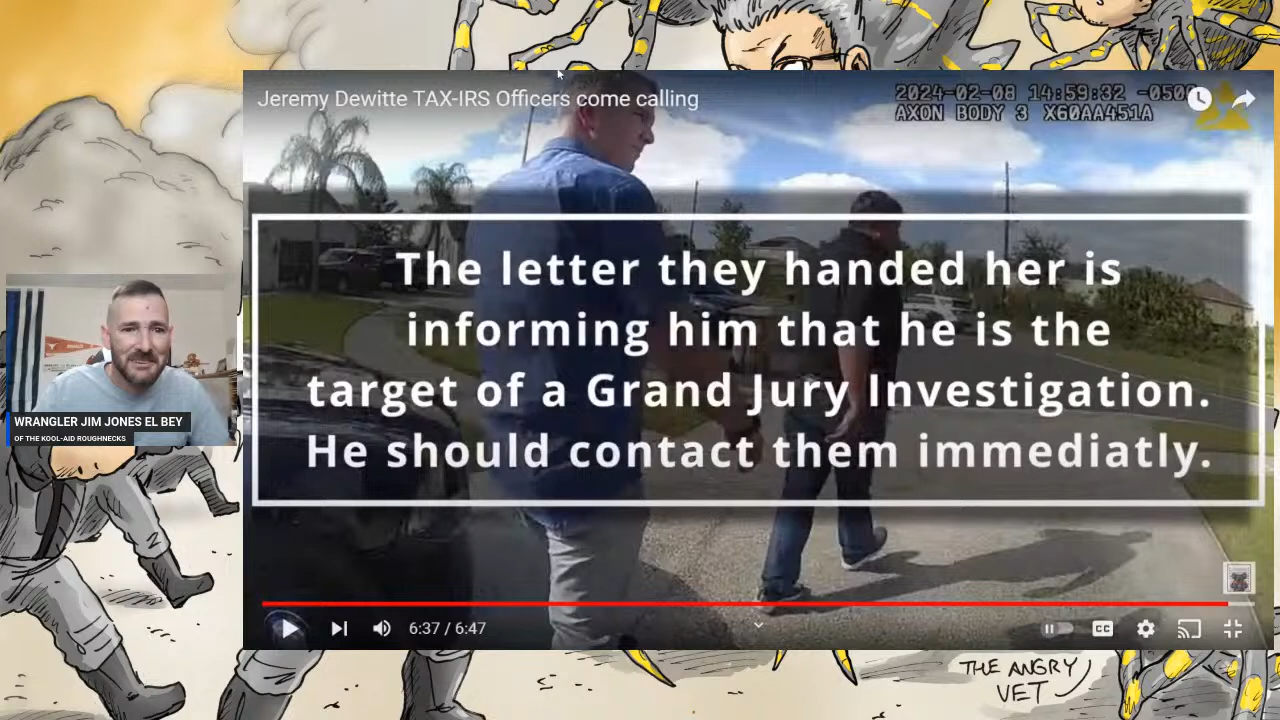 Jeremy Dewitte TAX-IRS Officers come calling
2024-02-08 14:59:32 -0500
AXON BODY 3 X60AA451A
The letter they handed her is
informing him that he is the
target of a Grand Jury Investigation.
He should contact them immediatly.
WRANGLER JIM JONES EL BEY
OF THE KOOL-AID ROUGHNECKS
6:37 / 6:47
CC
THE ANGRY
VET